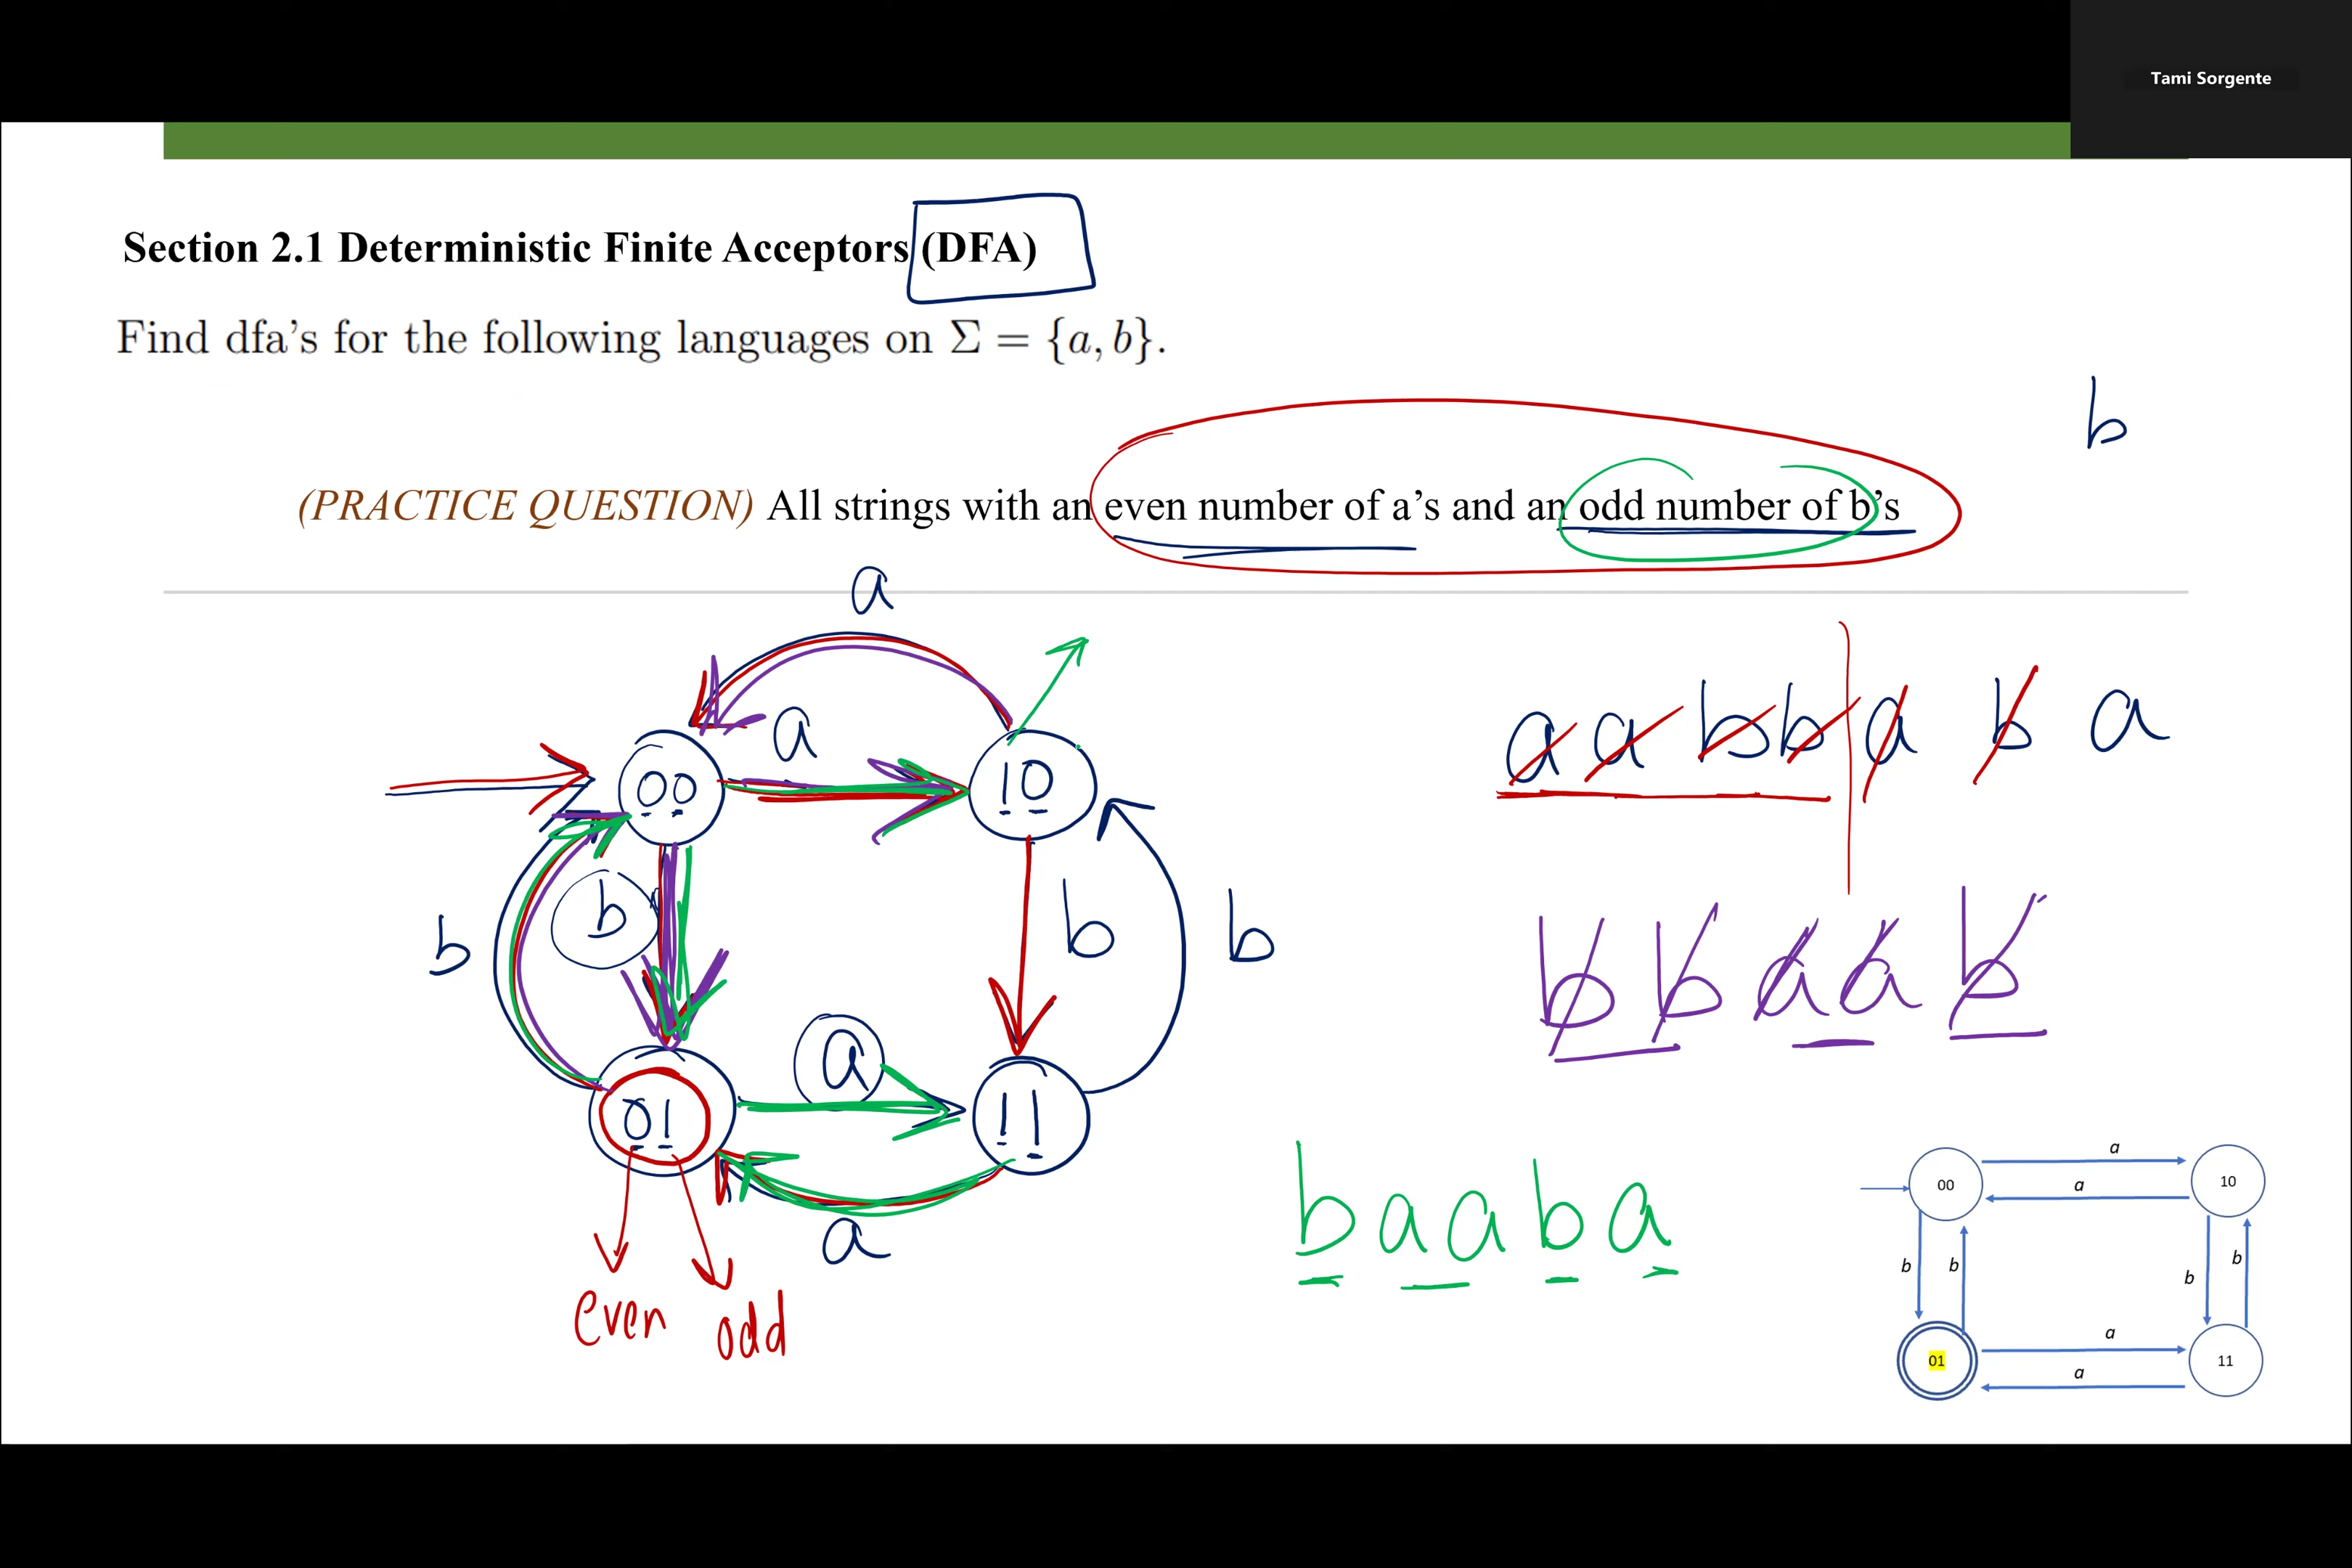 Tami Sorgente
Section 2.1 Deterministic Finite Acceptors (DFA)
Find dfa's for the following languages on Σ = {a, b}.
b
(PRACTICE QUESTION) All strings with an even number of a's and an odd number of b's
a
a
00
10
b
b
b
b
a
01
11
a
even odd
a a b b a b a
b b a a b
b a a b a
a
00
10
a
b
b
b
b
a
01
11
a